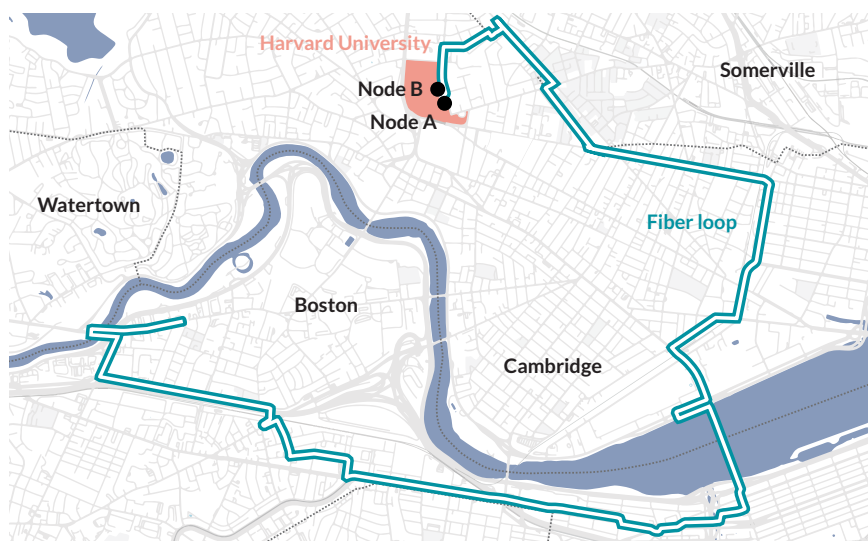 Harvard University
Somerville
Node B
Node A
Watertown
Fiber loop
Boston
Cambridge